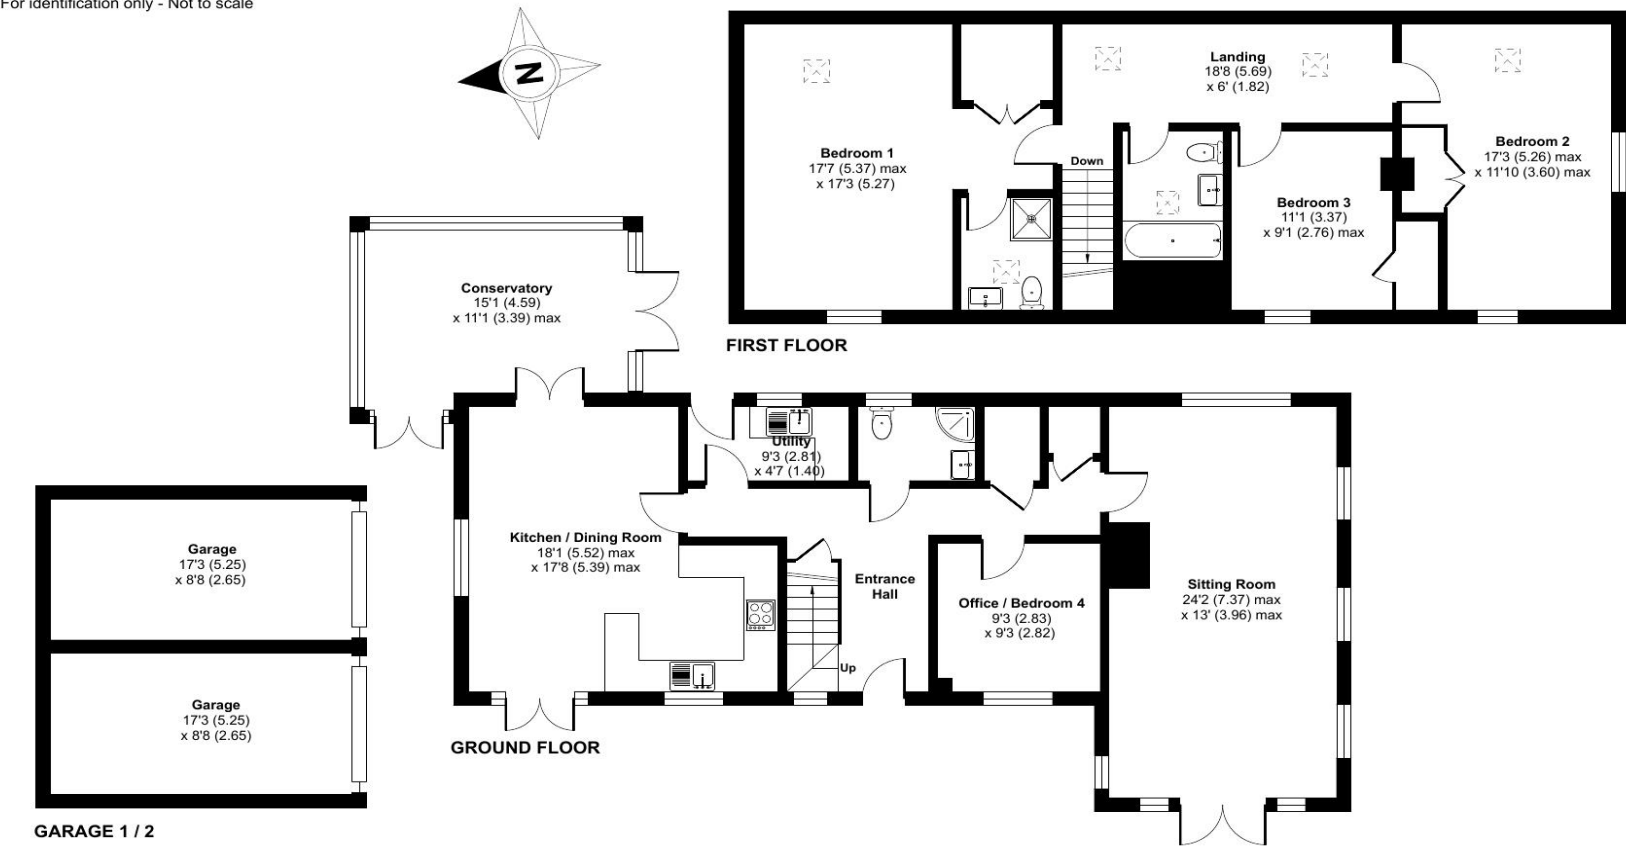 For identification only - Not to scale
N
Landing
18'8 (5.69)
x 6' (1.82)
Bedroom 1
17'7 (5.37) max
x 17'3 (5.27)
Down
Bedroom 2
17'3 (5.26) max
x 11'10 (3.60) max
Bedroom 3
11'1 (3.37)
x 9'1 (2.76) max
FIRST FLOOR
Conservatory
15'1 (4.59)
x 11'1 (3.39) max
Utility
9'3 (2.81)
x 4'7 (1.40)
Kitchen / Dining Room
18'1 (5.52) max
x 17'8 (5.39) max
Entrance
Hall
Office / Bedroom 4
9'3 (2.83)
x 9'3 (2.82)
Sitting Room
24'2 (7.37) max
x 13' (3.96) max
Up
GROUND FLOOR
Garage
17'3 (5.25)
x 8'8 (2.65)
Garage
17'3 (5.25)
x 8'8 (2.65)
GARAGE 1 / 2